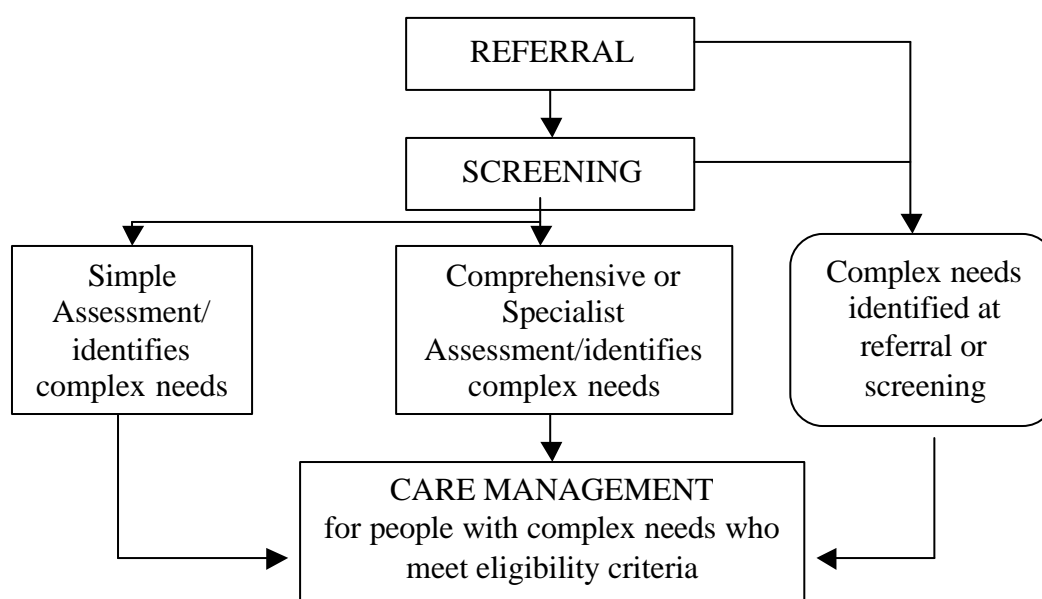 REFERRAL
SCREENING
Simple
Assessment/
identifies
complex needs
Comprehensive or
Specialist
Assessment/identifies
complex needs
Complex needs
identified at
referral or
screening
CARE MANAGEMENT
for people with complex needs who
meet eligibility criteria